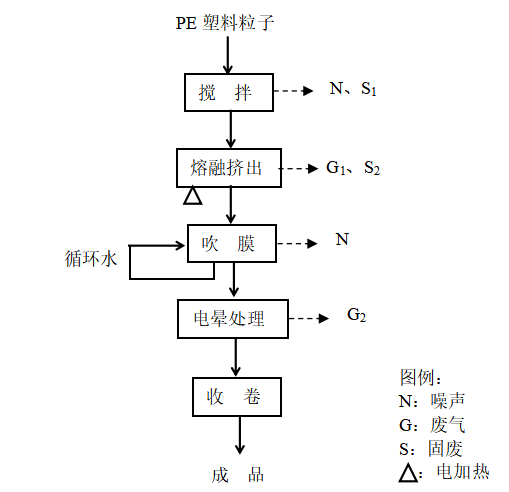 PE 塑料粒子
搅 拌
N、S1
熔融挤出
G1、S2
吹 膜
N
循环水
电晕处理
G2
收 卷
成 品
图例：
N：噪声
G：废气
S：固废
：电加热